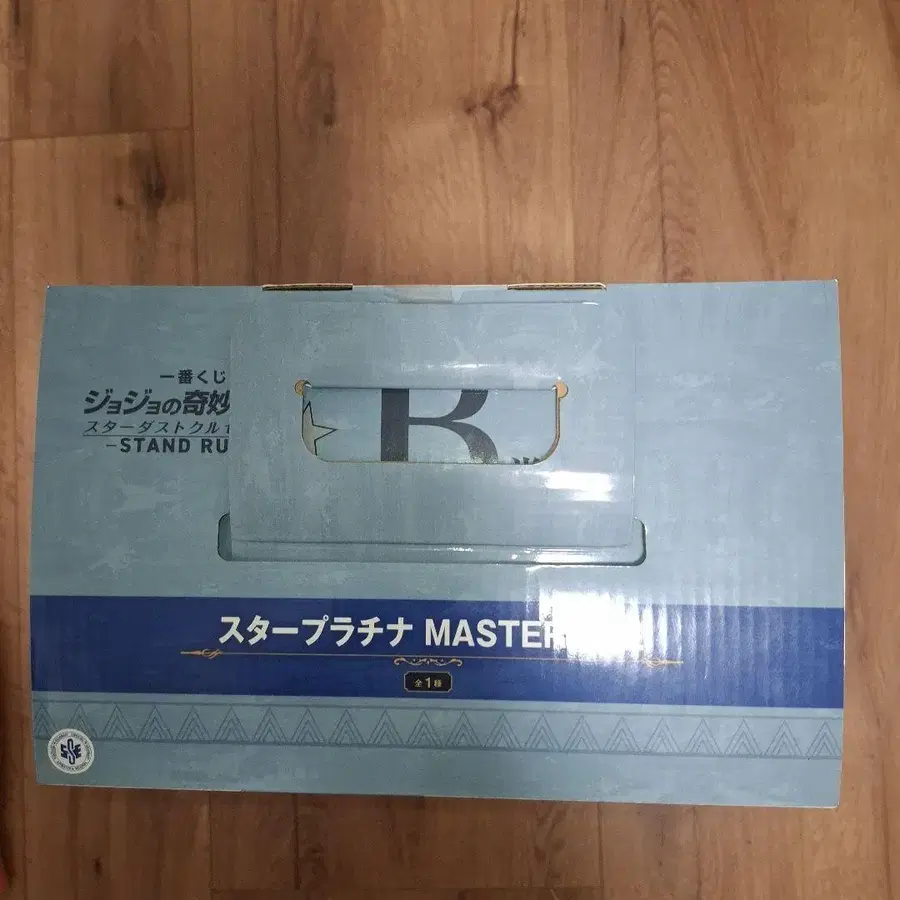 一番くじ
ジョジョの奇妙
スターダストクル
–STAND RU
B
スタープラチナ MASTER
全1種